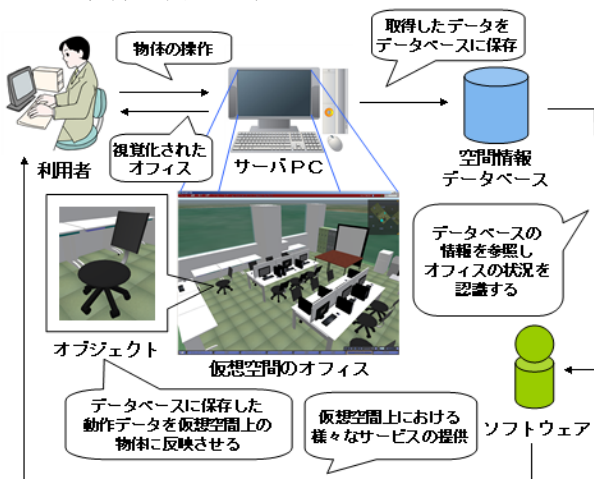 物体の操作
取得したデータを
データベースに保存
視覚化された
オフィス
利用者
サーバPC
空間情報
データベース
データベースの
情報を参照し
オフィスの状況を
認識する
オブジェクト
仮想空間のオフィス
データベースに保存した
動作データを仮想空間上の
物体に反映させる
仮想空間上における
様々なサービスの提供
ソフトウェア